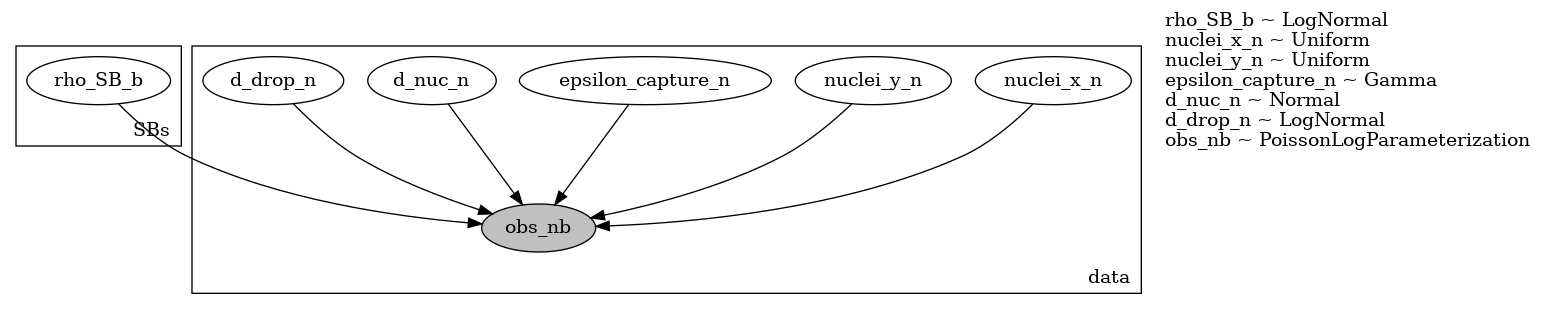 rho_SB_b
SBs
d_drop_n
d_nuc_n
epsilon_capture_n
nuclei_y_n
nuclei_x_n
obs_nb
data
rho_SB_b ~ LogNormal
nuclei_x_n ~ Uniform
nuclei_y_n ~ Uniform
epsilon_capture_n ~ Gamma
d_nuc_n ~ Normal
d_drop_n ~ LogNormal
obs_nb ~ PoissonLogParameterization